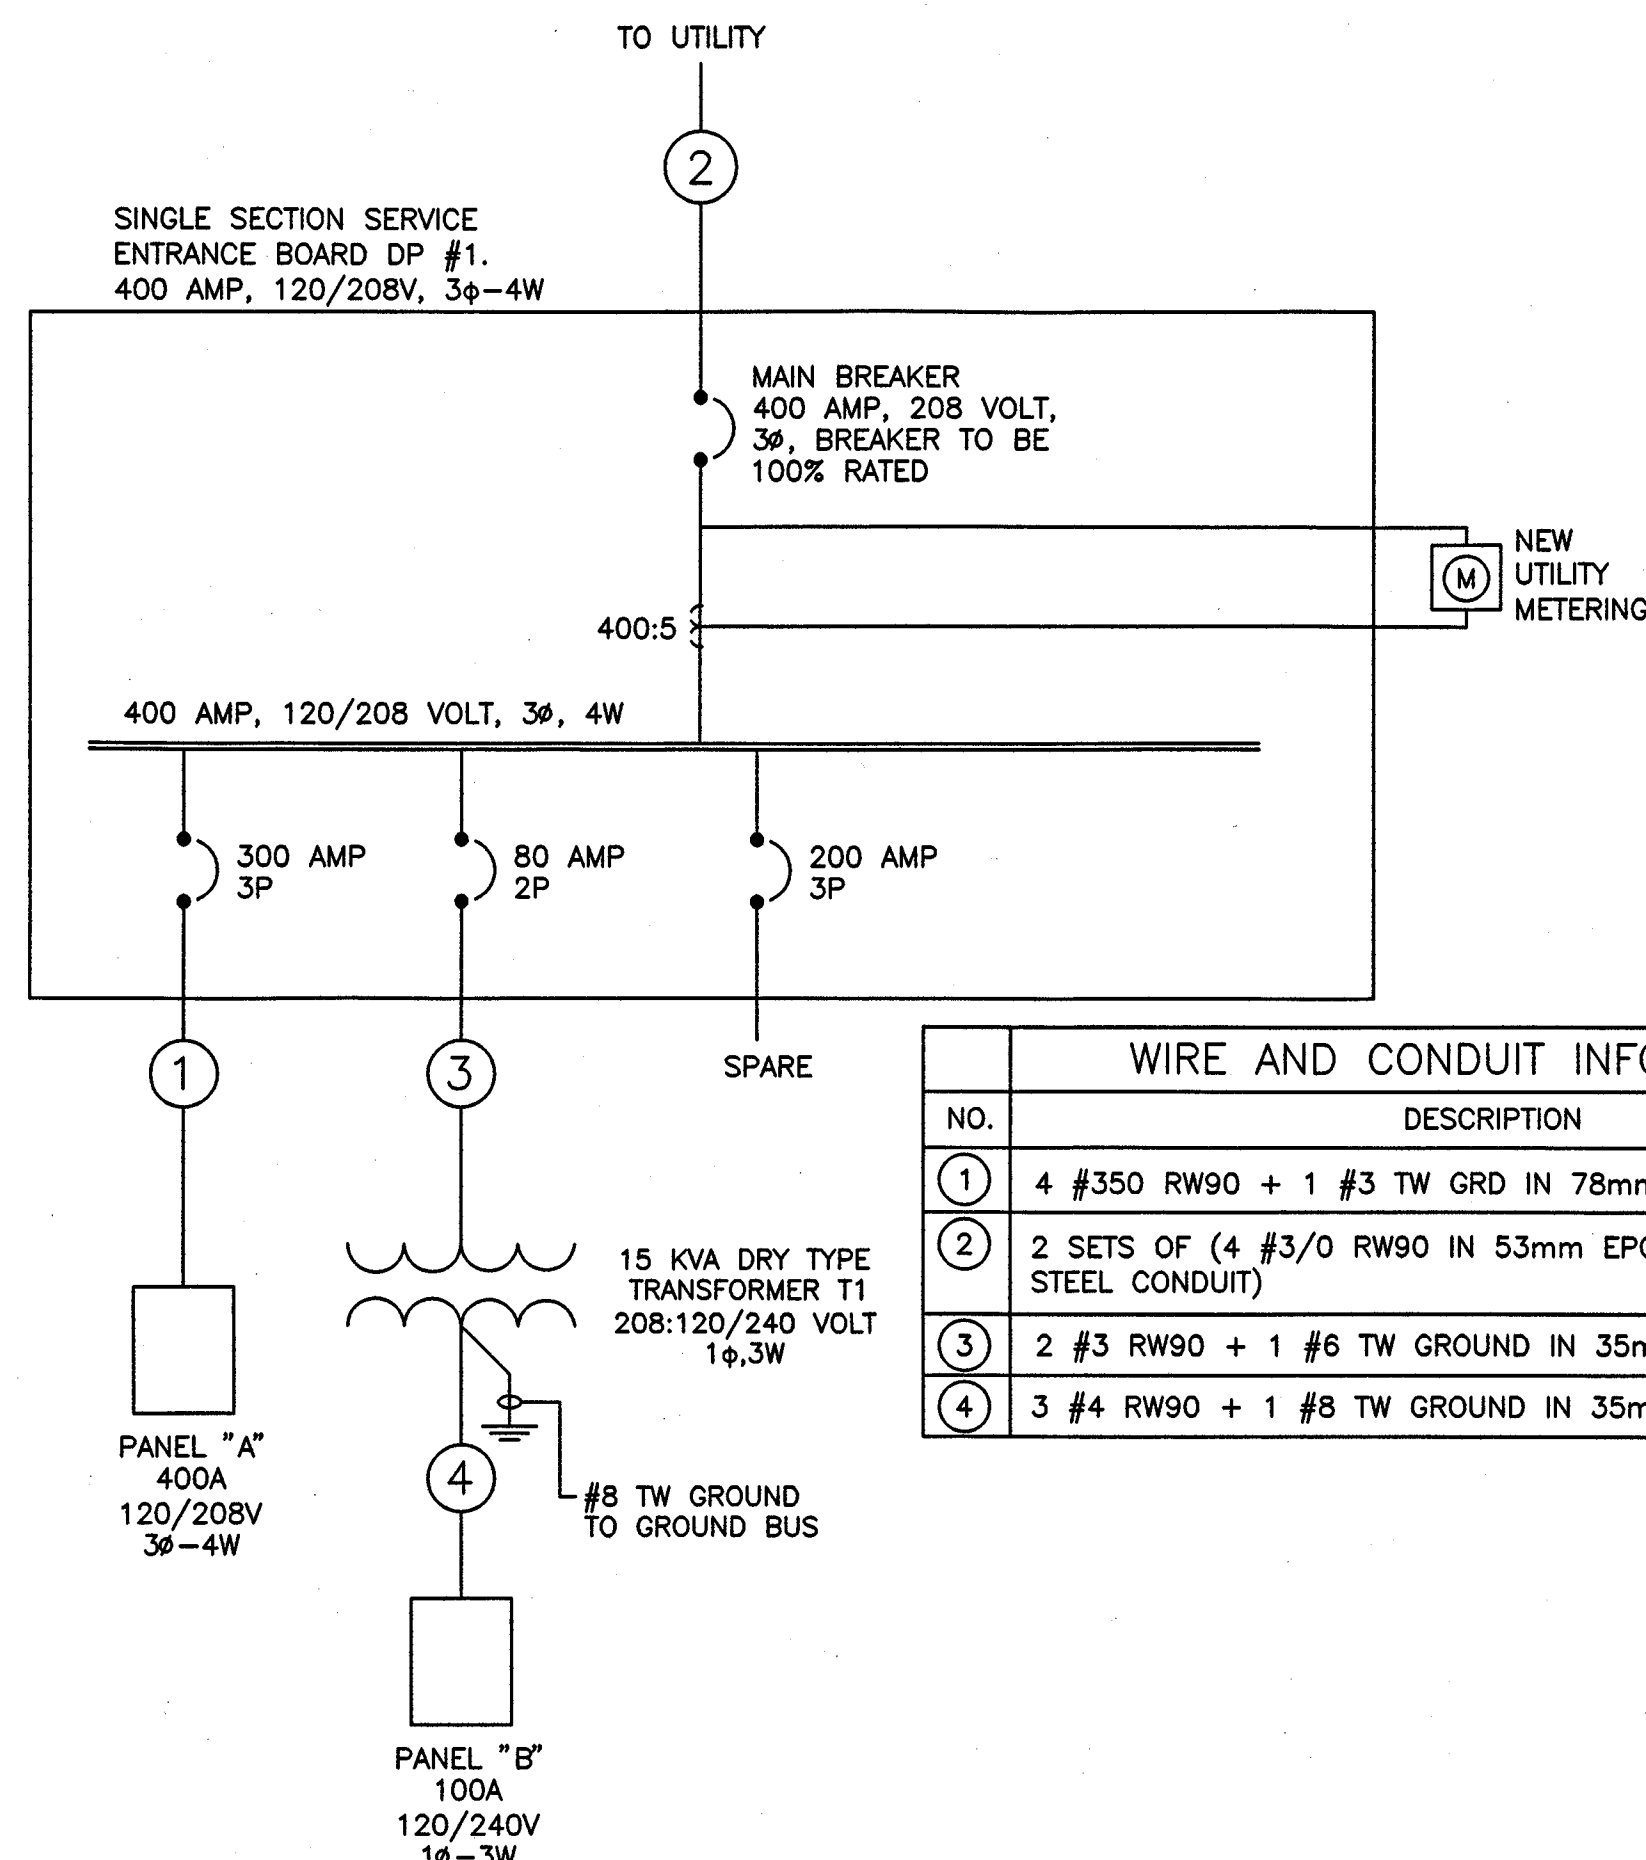 TO UTILITY
2
SINGLE SECTION SERVICE
ENTRANCE BOARD DP #1.
400 AMP, 120/208V, 3ϕ-4W
MAIN BREAKER
400 AMP, 208 VOLT,
3Ø, BREAKER TO BE
100% RATED
NEW
UTILITY
METERING
M
400:5
400 AMP, 120/208 VOLT, 3Ø, 4W
300 AMP
3P
80 AMP
2P
200 AMP
3P
1
3
SPARE
15 KVA DRY TYPE
TRANSFORMER T1
208:120/240 VOLT
1ϕ,3W
PANEL "A"
400A
120/208V
3Ø-4W
4
#8 TW GROUND
TO GROUND BUS
PANEL "B"
100A
120/240V
1Ø-3W
WIRE AND CONDUIT
NO. DESCRIPTION
1 4 #350 RW90 + 1 #3 TW GRD IN 78mm
2 2 SETS OF (4 #3/0 RW90 IN 53mm
STEEL CONDUIT)
3 2 #3 RW90 + 1 #6 TW GROUND IN
4 3 #4 RW90 + 1 #8 TW GROUND IN